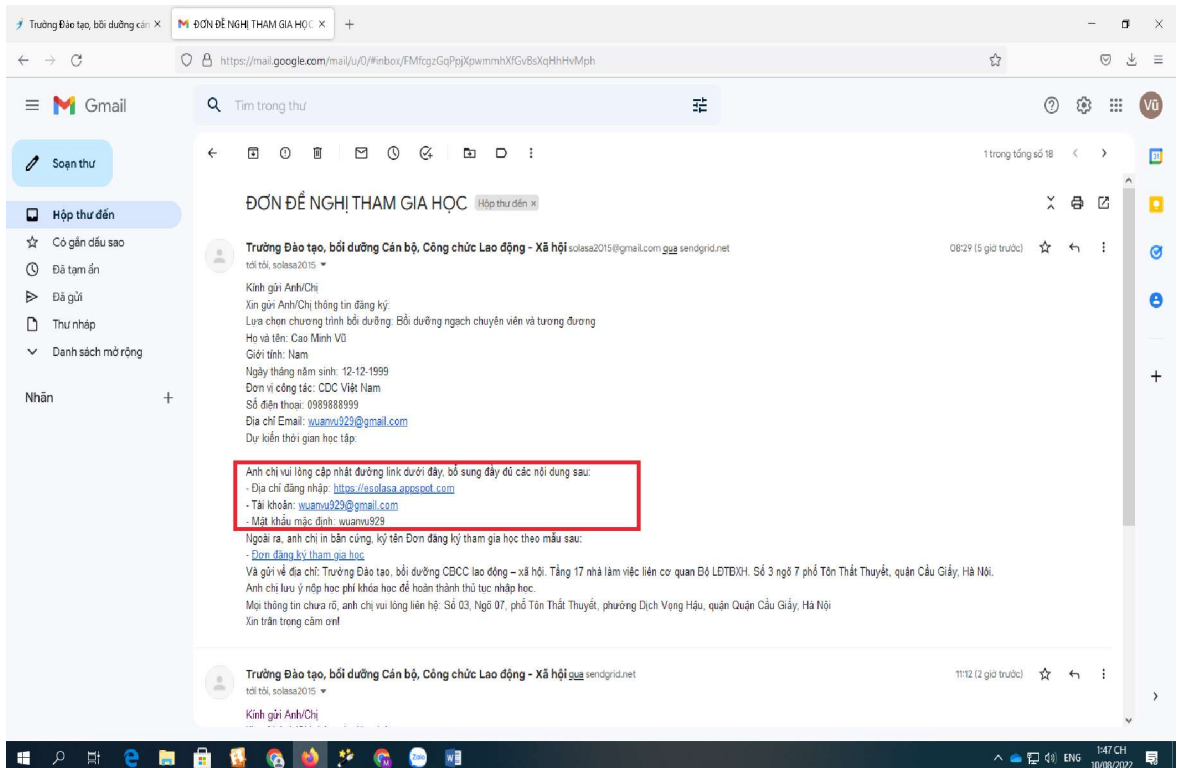 Trường Đào tạo, bồi dưỡng cán
ĐƠN ĐỀ NGHỊ THAM GIA HỌC
https://mail.google.com/mail/u/0/#inbox/FMfcgzGqPpjXpwmmhXfGvBsXqHhHvMph
Gmail
Tìm trong thư
Vũ
Soạn thư
1 trong tổng số 18
31
Hộp thư đến
Có gắn dấu sao
Đã tạm ẩn
Đã gửi
Thư nháp
Danh sách mở rộng
Nhãn
ĐƠN ĐỀ NGHỊ THAM GIA HỌC Hộp thư đến ×
Trường Đào tạo, bồi dưỡng Cán bộ, Công chức Lao động - Xã hội solasa2015@gmail.com qua sendgrid.net 08:29 (5 giờ trước)
tới tôi, solasa2015
Kính gửi Anh/Chị
Xin gửi Anh/Chị thông tin đăng ký:
Lựa chọn chương trình bồi dưỡng: Bồi dưỡng ngạch chuyên viên và tương đương
Họ và tên: Cao Minh Vũ
Giới tính: Nam
Ngày tháng năm sinh: 12-12-1999
Đơn vị công tác: CDC Việt Nam
Số điện thoại: 0989888999
Địa chỉ Email: wuanvu929@gmail.com
Dự kiến thời gian học tập:
Anh chị vui lòng cập nhật đường link dưới đây, bổ sung đầy đủ các nội dung sau:
- Địa chỉ đăng nhập: https://esolasa.appspot.com
- Tài khoản: wuanvu929@gmail.com
- Mật khẩu mặc định: wuanvu929
Ngoài ra, anh chị in bản cứng, ký tên Đơn đăng ký tham gia học theo mẫu sau:
- Đơn đăng ký tham gia học
Và gửi về địa chỉ: Trường Đào tạo, bồi dưỡng CBCC lao động – xã hội. Tầng 17 nhà làm việc liên cơ quan Bộ LĐTBXH. Số 3 ngõ 7 phố Tôn Thất Thuyết, quận Cầu Giấy, Hà Nội.
Anh chị lưu ý nộp học phí khóa học để hoàn thành thủ tục nhập học.
Mọi thông tin chưa rõ, anh chị vui lòng liên hệ: Số 03, Ngõ 07, phố Tôn Thất Thuyết, phường Dịch Vọng Hậu, quận Quận Cầu Giấy, Hà Nội
Xin trân trọng cảm ơn!
Trường Đào tạo, bồi dưỡng Cán bộ, Công chức Lao động - Xã hội qua sendgrid.net 11:12 (2 giờ trước)
tới tôi, solasa2015
Kính gửi Anh/Chị
Zalo
ENG
1:47 CH
10/08/2022